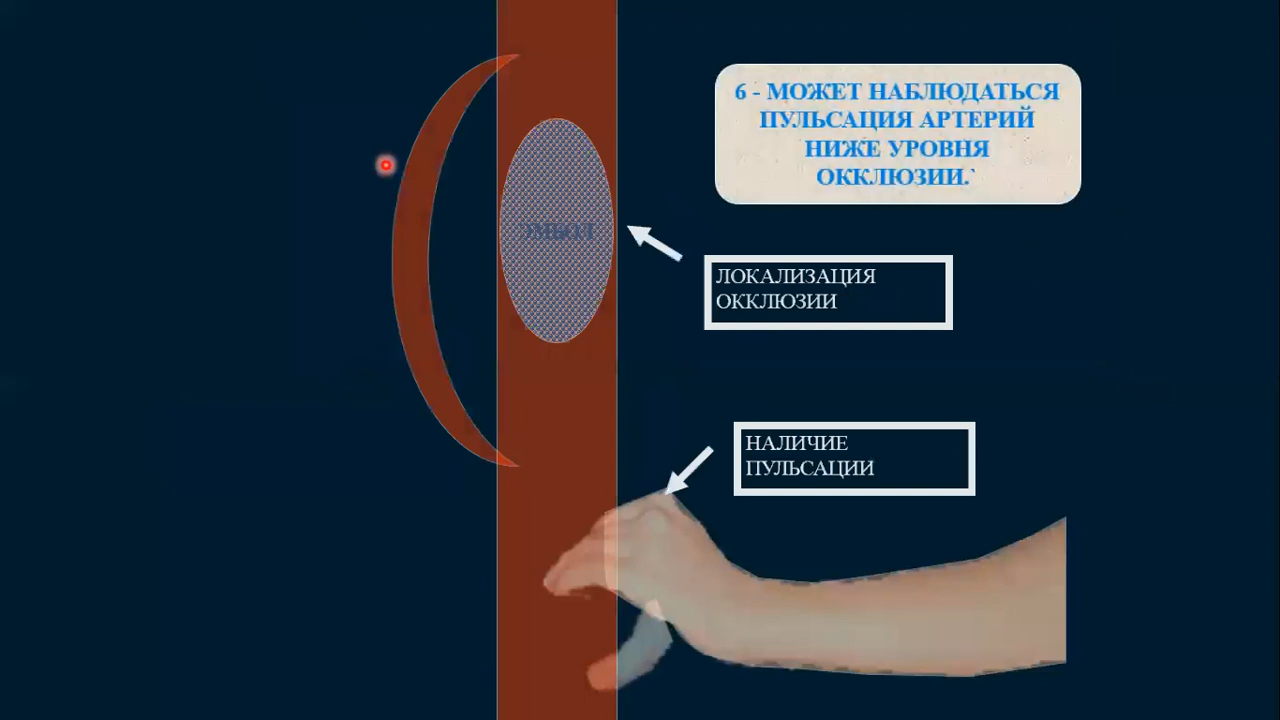 6 - МОЖЕТ НАБЛЮДАТЬСЯ
ПУЛЬСАЦИЯ АРТЕРИЙ
НИЖЕ УРОВНЯ
ОККЛЮЗИИ.`
ЛОКАЛИЗАЦИЯ
ОККЛЮЗИИ
НАЛИЧИЕ
ПУЛЬСАЦИИ